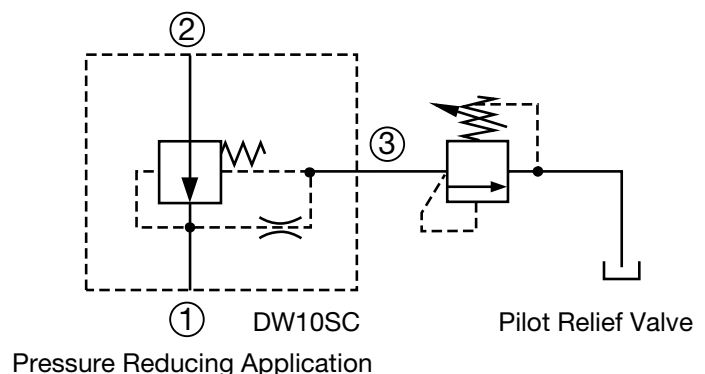 ②
③
①
DW10SC
Pilot Relief Valve
Pressure Reducing Application